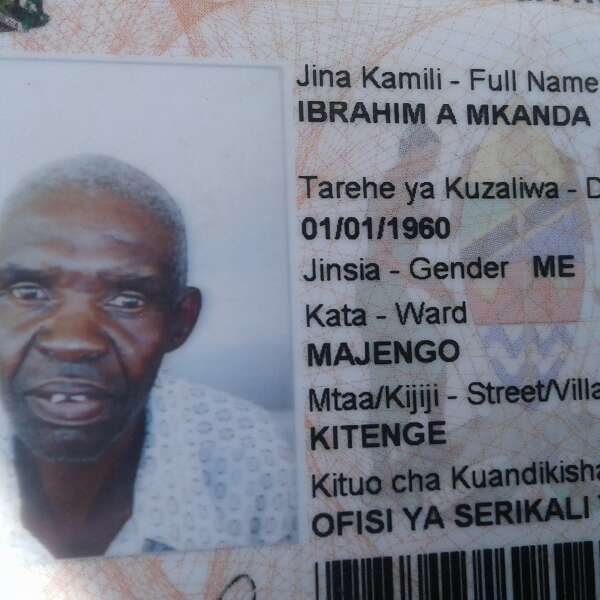 Jina Kamili - Full Name
IBRAHIM A MKANDA
Tarehe ya Kuzaliwa -
01/01/1960
Jinsia - Gender ME
Kata - Ward
MAJENGO
Mtaa/Kijiji - Street/Villa
KITENGE
Kituo cha Kuandikisha
OFISI YA SERIKALI